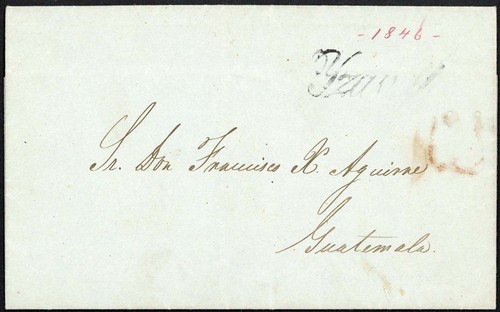 - 1846 -
Sr. Don Francisco X. Aguirre
Guatemala.